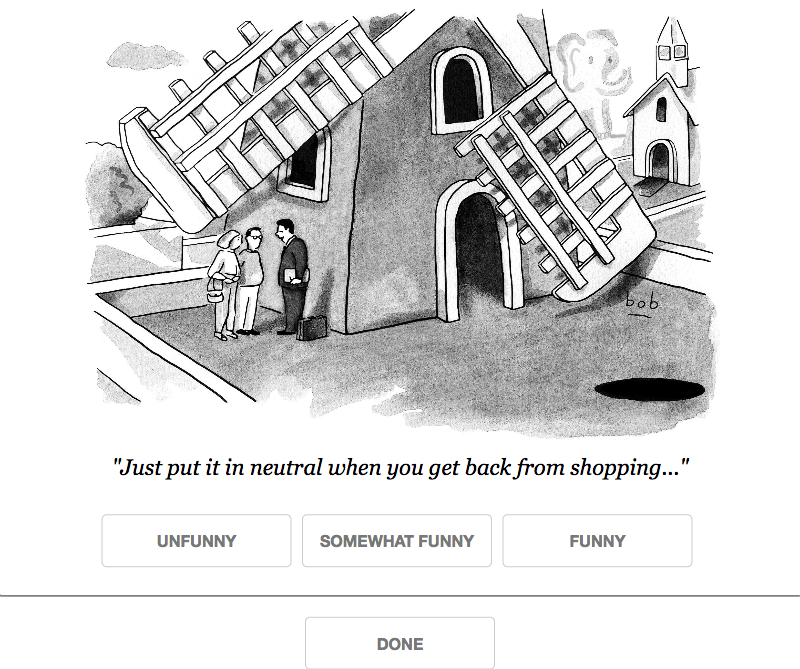 bob
"Just put it in neutral when you get back from shopping..."
UNFUNNY
SOMEWHAT FUNNY
FUNNY
DONE